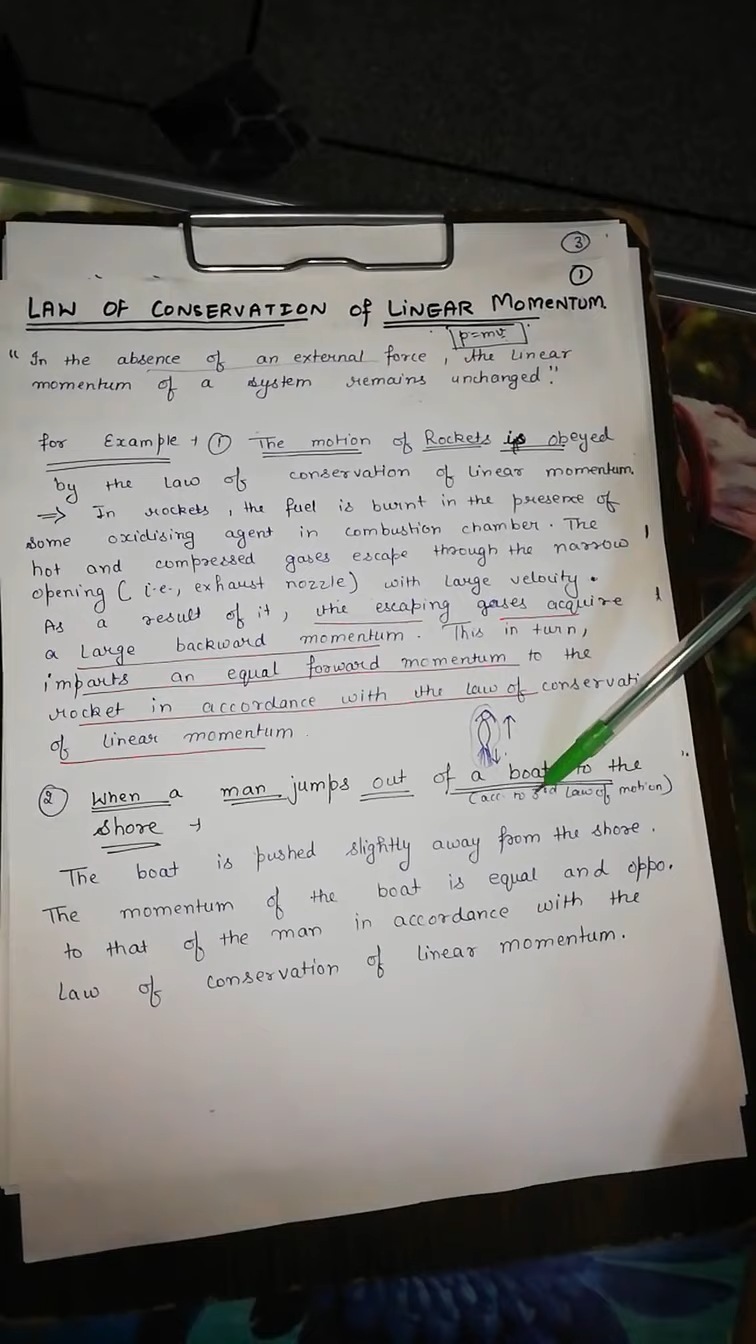 ③
①
LAW OF CONSERVATION of LINEAR MOMENTUM.
p=mv
" In the absence of an external force, the linear
momentum of a system remains unchanged."
for Example → ① The motion of Rockets is obeyed
by the law of conservation of linear momentum.
⇒ In rockets, the fuel is burnt in the presence of
some oxidising agent in combustion chamber. The
hot and compressed gases escape through the narrow
opening (i.e., exhaust nozzle) with large velocity.
As a result of it, the escaping gases acquire
a large backward momentum. This in turn,
imparts an equal forward momentum to the
rocket in accordance with the law of conservati
of linear momentum.
② When a man jumps out of a boat to the
(acc to 3rd law of motion)
shore →
The boat is pushed slightly away from the shore.
The momentum of the boat is equal and oppo.
to that of the man in accordance with the
law of conservation of linear momentum.